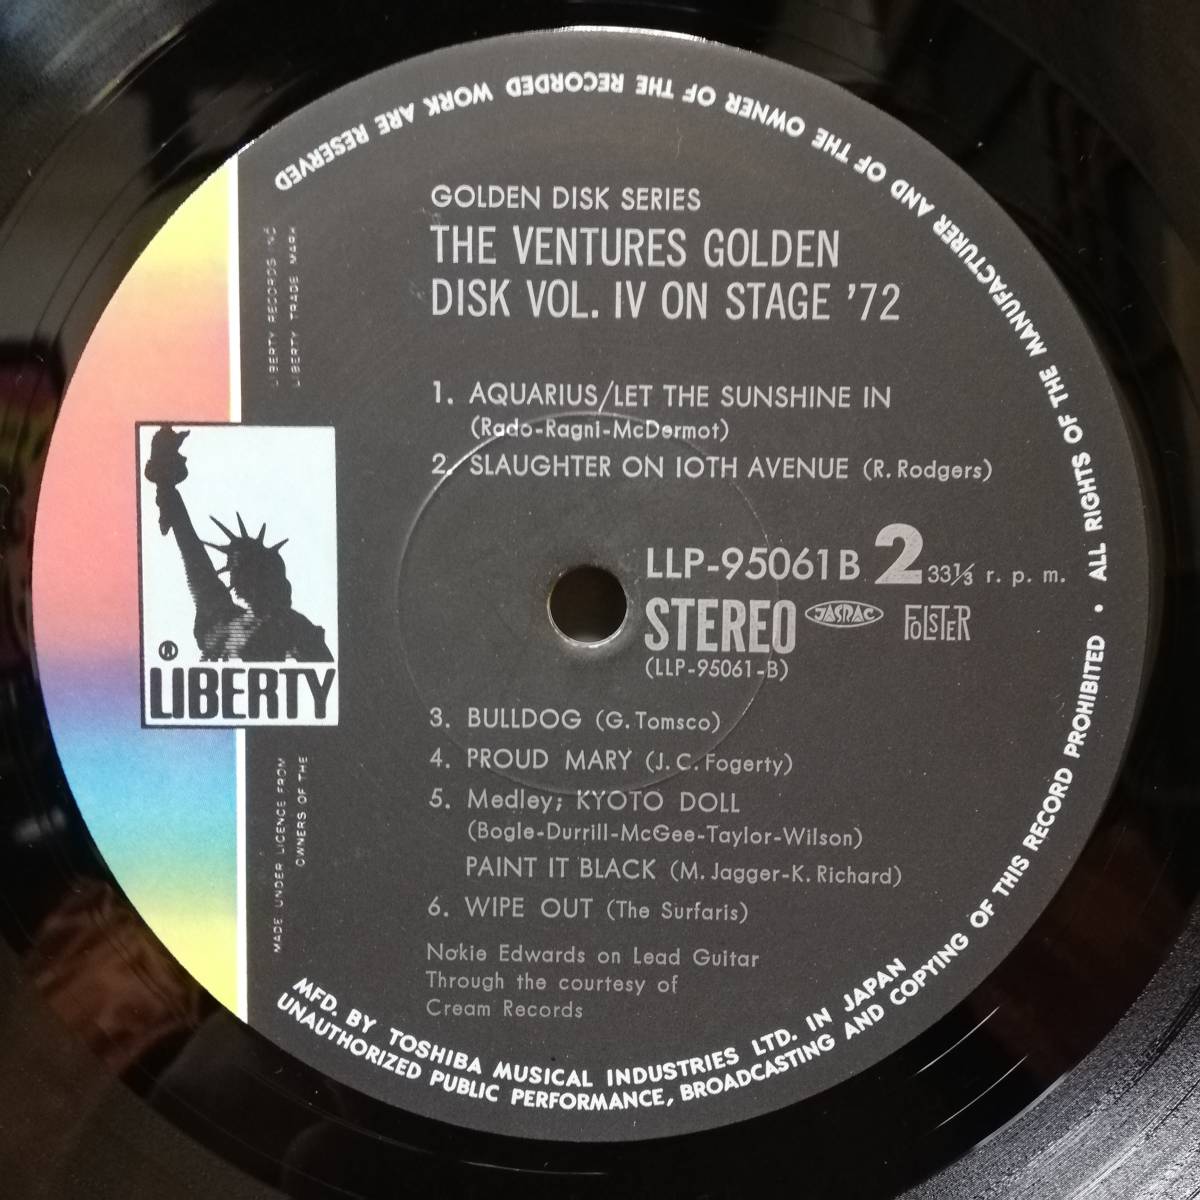 GOLDEN DISK SERIES
THE VENTURES GOLDEN
DISK VOL. IV ON STAGE '72
1. AQUARIUS/LET THE SUNSHINE IN
(Rado-Ragni-McDermot)
2. SLAUGHTER ON 10TH AVENUE (R. Rodgers)
LLP-95061B 2 33⅓ r. p. m.
STEREO JASRAC FOLSTER
(LLP-95061-B)
3. BULLDOG (G. Tomsco)
4. PROUD MARY (J. C. Fogerty)
5. Medley; KYOTO DOLL
(Bogle-Durrill-McGee-Taylor-Wilson)
PAINT IT BLACK (M. Jagger-K. Richard)
6. WIPE OUT (The Surfaris)
Nokie Edwards on Lead Guitar
Through the courtesy of
Cream Records
® LIBERTY
LIBERTY RECORDS INC
LIBERTY TRADE MARK
MADE UNDER LICENCE FROM
OWNERS OF THE
MFD. BY TOSHIBA MUSICAL INDUSTRIES LTD. IN JAPAN
UNAUTHORIZED PUBLIC PERFORMANCE, BROADCASTING AND COPYING OF THIS RECORD PROHIBITED • ALL RIGHTS OF THE MANUFACTURER AND OF THE OWNER OF THE RECORDED WORK ARE RESERVED